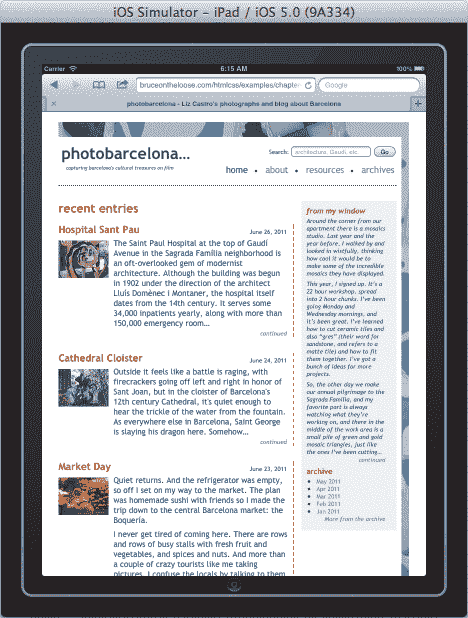 iOS Simulator – iPad / iOS 5.0 (9A334)
Carrier
6:15 AM
100%
bruceontheloose.com/htmlcss/examples/chapter
Google
photobarcelona - Liz Castro's photographs and blog about Barcelona
photobarcelona...
capturing barcelona's cultural treasures on film
Search:
architecture, Gaudí, etc.
Go
home • about • resources • archives
recent entries
Hospital Sant Pau
June 26, 2011
The Saint Paul Hospital at the top of Gaudí
Avenue in the Sagrada Familia neighborhood is
an oft-overlooked gem of modernist
architecture. Although the building was begun
in 1902 under the direction of the architect
Lluís Domènec i Montaner, the hospital itself
dates from the 14th century. It serves some
34,000 inpatients yearly, along with more than
150,000 emergency room...
continued
Cathedral Cloister
June 24, 2011
Outside it feels like a battle is raging, with
firecrackers going off left and right in honor of
Sant Joan, but in the cloister of Barcelona's
12th century Cathedral, it's quiet enough to
hear the trickle of the water from the fountain.
As everywhere else in Barcelona, Saint George
is slaying his dragon here. Somehow...
continued
Market Day
June 23, 2011
Quiet returns. And the refrigerator was empty,
so off I set on my way to the market. The plan
was homemade sushi with friends so I made the
trip down to the central Barcelona market: the
Boquería.
I never get tired of coming here. There are rows
and rows of busy stalls with fresh fruit and
vegetables, and spices and nuts. And more than
a couple of crazy tourists like me taking
pictures. I confuse the locals by talking to them
from my window
Around the corner from our
apartment there is a mosaics
studio. Last year and the
year before, I walked by and
looked in wistfully, thinking
how cool it would be to
make some of the incredible
mosaics they have displayed.
This year, I signed up. It's a
22 hour workshop, spread
into 2 hour chunks. I've been
going Monday and
Wednesday mornings, and
it's been great. I've learned
how to cut ceramic tiles and
also "gres" (their word for
sandstone, and refers to a
matte tile) and how to fit
them together. I've got a
bunch of ideas for more
projects.
So, the other day we made
our annual pilgrimage to the
Sagrada Familia, and my
favorite part is always
watching what they're
working on, and there in the
middle of the work area is a
small pile of green and gold
mosaic triangles, just like
the ones I've been cutting...
continued
archive
• May 2011
• Apr 2011
• Mar 2011
• Feb 2011
• Jan 2011
More from the archive